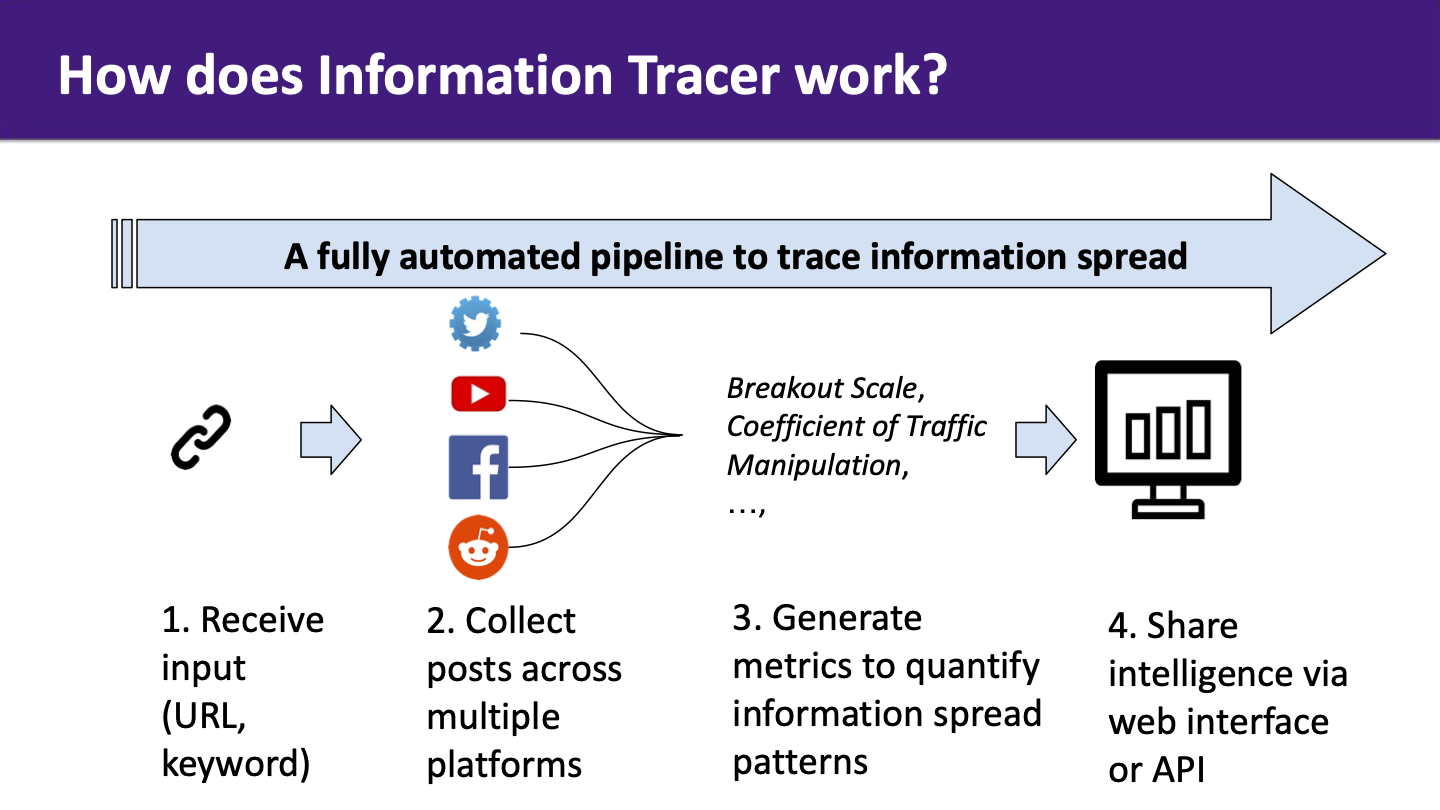 How does Information Tracer work?
A fully automated pipeline to trace information spread
Breakout Scale,
Coefficient of Traffic
Manipulation,
…,
1. Receive
input
(URL,
keyword)
2. Collect
posts across
multiple
platforms
3. Generate
metrics to quantify
information spread
patterns
4. Share
intelligence via
web interface
or API